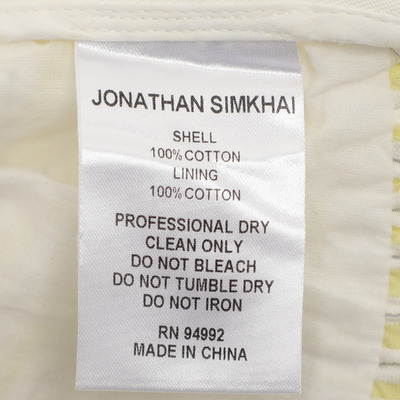 JONATHAN SIMKHAI
SHELL
100% COTTON
LINING
100% COTTON
PROFESSIONAL DRY
CLEAN ONLY
DO NOT BLEACH
DO NOT TUMBLE DRY
DO NOT IRON
RN 94992
MADE IN CHINA